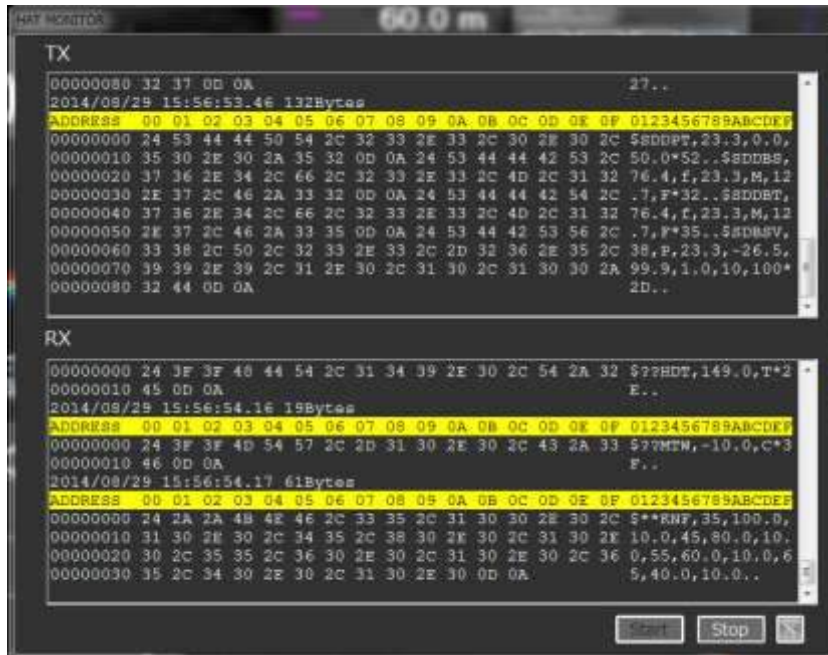 HAT MONITOR
60.0 m
TX
00000080 32 37 0D 0A 27..
2014/08/29 15:56:53.46 132Bytes
ADDRESS 00 01 02 03 04 05 06 07 08 09 0A 0B 0C 0D 0E 0F 0123456789ABCDEF
00000000 24 53 44 44 50 54 2C 32 33 2E 33 2C 30 2E 30 2C $SDDPT,23.3,0.0,
00000010 35 30 2E 30 2A 35 32 0D 0A 24 53 44 44 42 53 2C 50.0*52..$SDDBS,
00000020 37 36 2E 34 2C 66 2C 32 33 2E 33 2C 4D 2C 31 32 76.4,f,23.3,M,12
00000030 2E 37 2C 46 2A 33 32 0D 0A 24 53 44 44 42 54 2C .7,F*32..$SDDBT,
00000040 37 36 2E 34 2C 66 2C 32 33 2E 33 2C 4D 2C 31 32 76.4,f,23.3,M,12
00000050 2E 37 2C 46 2A 33 35 0D 0A 24 53 44 42 53 56 2C .7,F*35..$SDBSV,
00000060 33 38 2C 50 2C 32 33 2E 33 2C 2D 32 36 2E 35 2C 38,P,23.3,-26.5,
00000070 39 39 2E 39 2C 31 2E 30 2C 31 30 2C 31 30 30 2A 99.9,1.0,10,100*
00000080 32 44 0D 0A 2D..
RX
00000000 24 3F 3F 48 44 54 2C 31 34 39 2E 30 2C 54 2A 32 $??HDT,149.0,T*2
00000010 45 0D 0A E..
2014/08/29 15:56:54.16 19Bytes
ADDRESS 00 01 02 03 04 05 06 07 08 09 0A 0B 0C 0D 0E 0F 0123456789ABCDEF
00000000 24 3F 3F 4D 54 57 2C 2D 31 30 2E 30 2C 43 2A 33 $??MTW,-10.0,C*3
00000010 46 0D 0A F..
2014/08/29 15:56:54.17 61Bytes
ADDRESS 00 01 02 03 04 05 06 07 08 09 0A 0B 0C 0D 0E 0F 0123456789ABCDEF
00000000 24 2A 2A 4B 4E 46 2C 33 35 2C 31 30 30 2E 30 2C $**KNF,35,100.0,
00000010 31 30 2E 30 2C 34 35 2C 38 30 2E 30 2C 31 30 2E 10.0,45,80.0,10.
00000020 30 2C 35 35 2C 36 30 2E 30 2C 31 30 2E 30 2C 36 0,55,60.0,10.0,6
00000030 35 2C 34 30 2E 30 2C 31 30 2E 30 0D 0A 5,40.0,10.0..
Start Stop